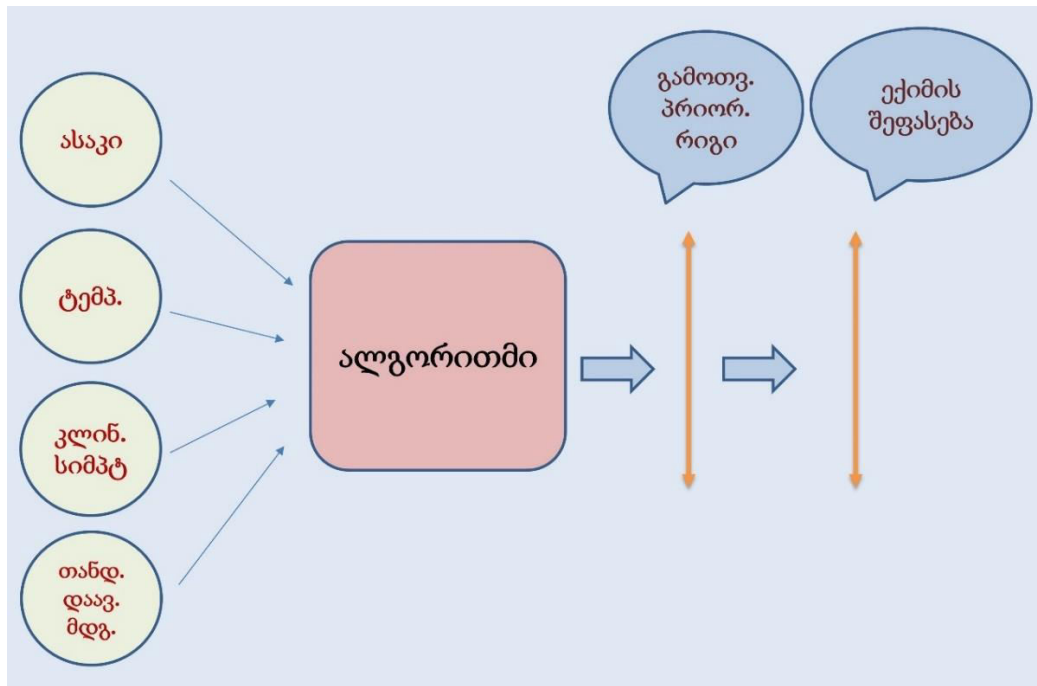 ასაკი
ტემპ.
კლინ.
სიმპტ
თანდ.
დაავ.
მდგ.
ალგორითმი
გამოთვ.
პრიორ.
რიგი
ექიმის
შეფასება